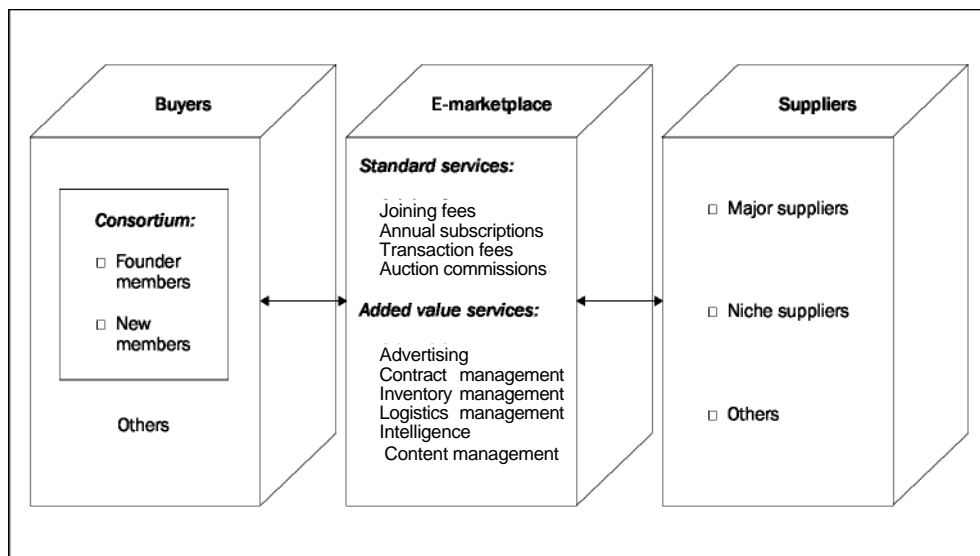 Buyers
Consortium:
Founder
members
New
members
Others
E-marketplace
Standard services:
Joining fees
Annual subscriptions
Transaction fees
Auction commissions
Added value services:
Advertising
Contract management
Inventory management
Logistics management
Intelligence
Content management
Suppliers
Major suppliers
Niche suppliers
Others